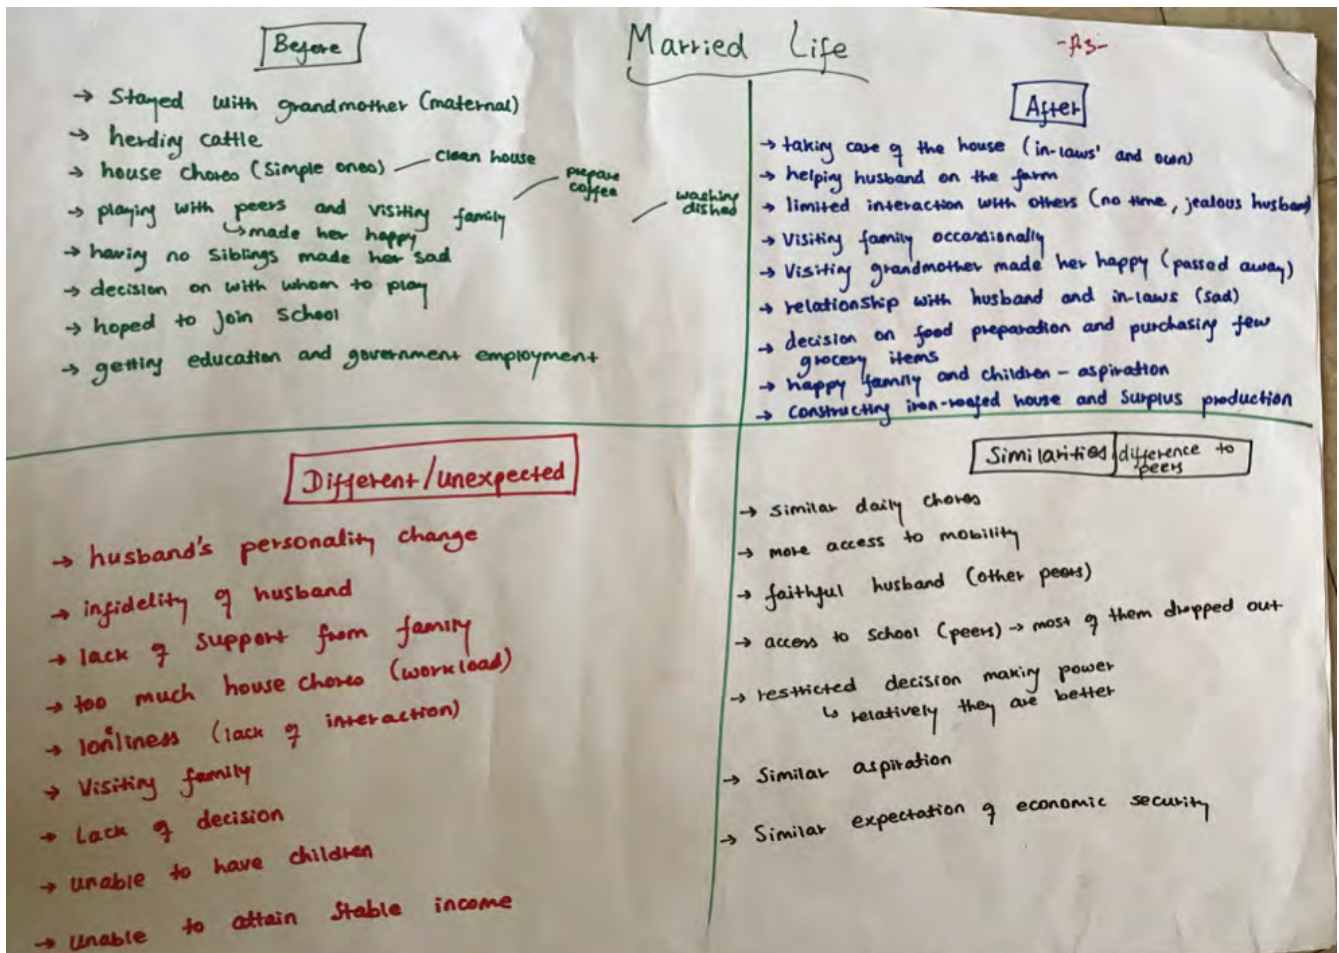 Married Life
-A3-
Before
→ Stayed with grandmother (maternal)
→ herding cattle
→ house chores (Simple ones) — clean house
prepare
coffee
washing
dished
→ playing with peers and visiting family
↳ made her happy
→ having no siblings made her sad
→ decision on with whom to play
→ hoped to join school
→ getting education and government employment
After
→ taking care of the house (in-laws' and own)
→ helping husband on the farm
→ limited interaction with others (no time, jealous husband
→ Visiting family occassionally
→ Visiting grandmother made her happy (passed away)
→ relationship with husband and in-laws (sad)
→ decision on food preparation and purchasing few
grocery items
→ happy family and children - aspiration
→ Constructing iron-roofed house and Surplus production
Different/unexpected
→ husband's personality change
→ infidelity of husband
→ lack of support from family
→ too much house chores (workload)
→ lonliness (lack of interaction)
→ Visiting family
→ Lack of decision
→ unable to have children
→ unable to attain stable income
Similarities difference to
peers
→ similar daily chores
→ more access to mobility
→ faithful husband (other peers)
→ access to school (peers) → most of them dropped out
→ restricted decision making power
↳ relatively they are better
→ Similar aspiration
→ Similar expectation of economic security